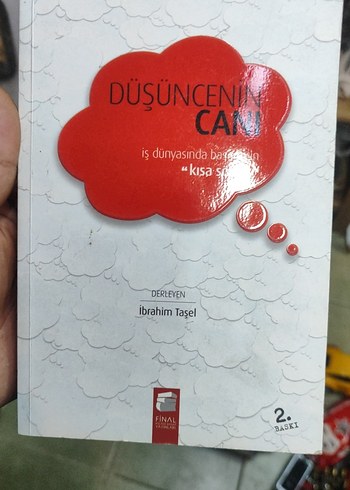 DÜŞÜNCENİN
CANI
iş dünyasında
"kısa
DERLEYEN
İbrahim Taşel
FİNAL
2.
BASKI